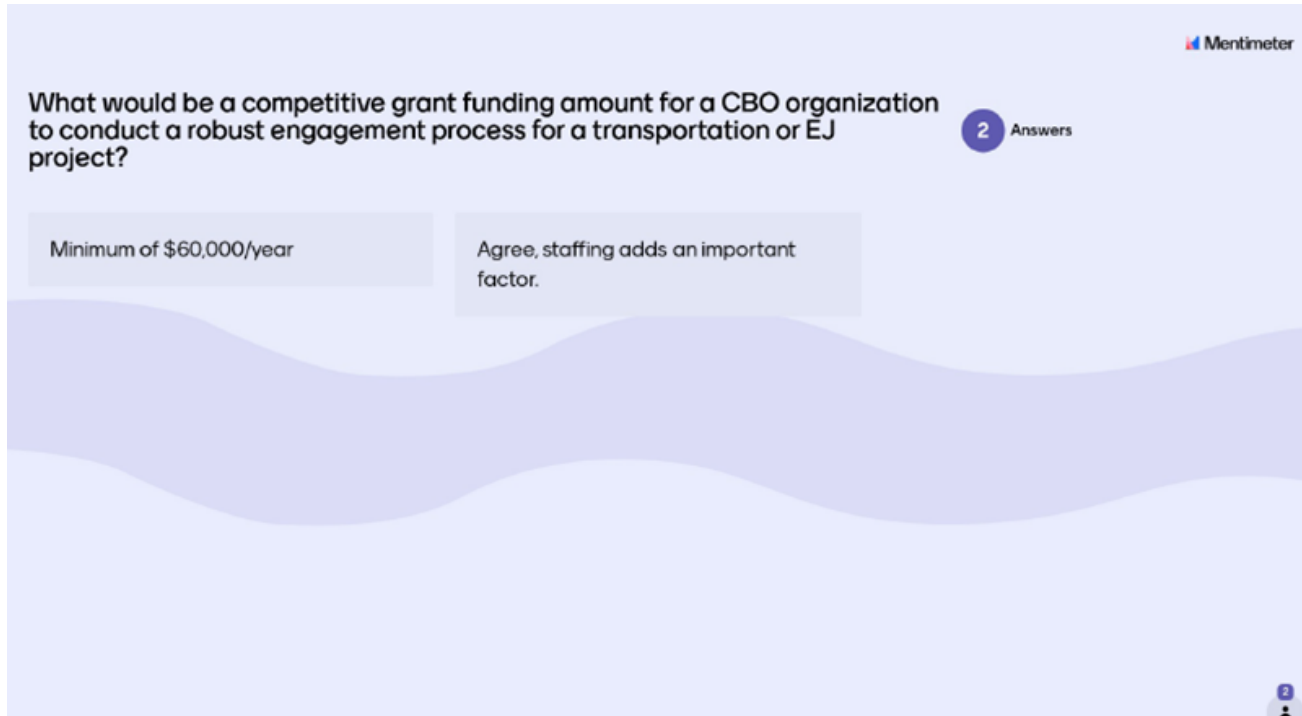 Mentimeter
What would be a competitive grant funding amount for a CBO organization
to conduct a robust engagement process for a transportation or EJ
project?
2 Answers
Minimum of $60,000/year
Agree, staffing adds an important
factor.
2